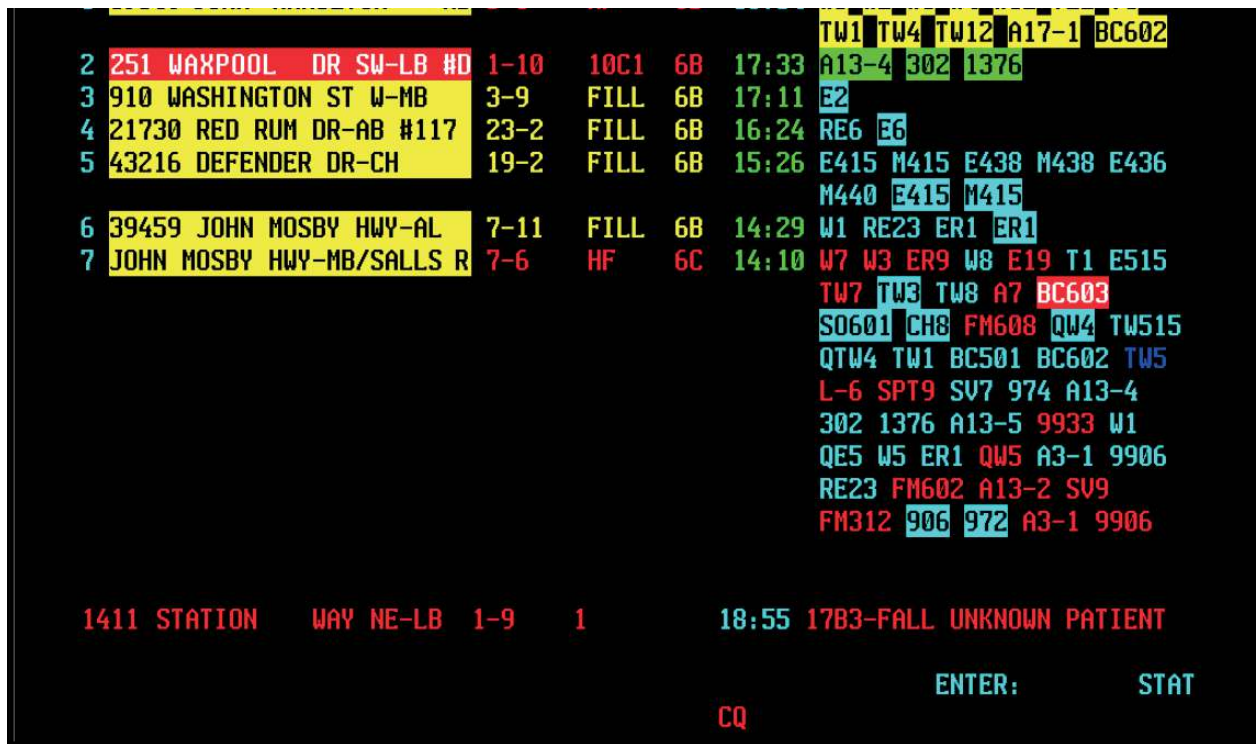 TW1 TW4 TW12 A17-1 BC602
2 251 WAXPOOL DR SW-LB #D 1-10 10C1 6B 17:33 A13-4 302 1376
3 910 WASHINGTON ST W-MB 3-9 FILL 6B 17:11 E2
4 21730 RED RUM DR-AB #117 23-2 FILL 6B 16:24 RE6 E6
5 43216 DEFENDER DR-CH 19-2 FILL 6B 15:26 E415 M415 E438 M438 E436
M440 E415 M415
6 39459 JOHN MOSBY HWY-AL 7-11 FILL 6B 14:29 W1 RE23 ER1 ER1
7 JOHN MOSBY HWY-MB/SALLS R 7-6 HF 6C 14:10 W7 W3 ER9 W8 E19 T1 E515
TW7 TW3 TW8 A7 BC603
SO601 CH8 FM608 QW4 TW515
QTW4 TW1 BC501 BC602 TW5
L-6 SPT9 SV7 974 A13-4
302 1376 A13-5 9933 W1
QE5 W5 ER1 QW5 A3-1 9906
RE23 FM602 A13-2 SV9
FM312 906 972 A3-1 9906
1411 STATION WAY NE-LB 1-9 1 18:55 17B3-FALL UNKNOWN PATIENT
ENTER: STAT
CQ